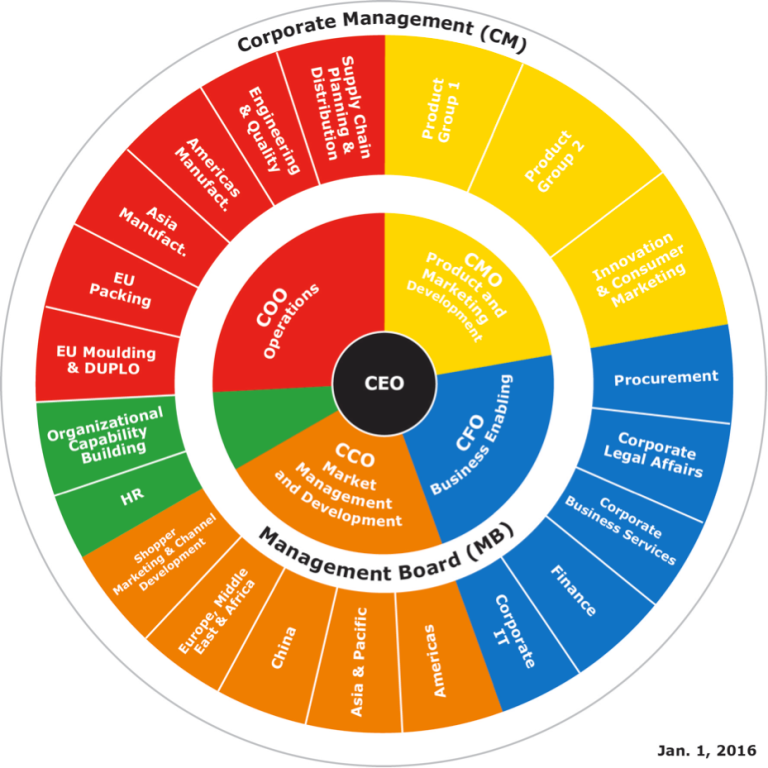 Corporate Management (CM)
Supply Chain
Planning &
Distribution
Product
Group 1
Product
Group 2
Innovation
& Consumer
Marketing
Procurement
Corporate
Legal Affairs
Corporate
Business Services
Finance
Corporate
IT
Americas
Asia & Pacific
China
Europe, Middle
East & Africa
Shopper
Marketing & Channel
Development
HR
Organizational
Capability
Building
EU Moulding
& DUPLO
EU
Packing
Asia
Manufact.
Americas
Manufact.
Engineering
& Quality
COO
Operations
CMO
Product and
Marketing
Development
CEO
CFO
Business Enabling
CCO
Market
Management
and Development
Management Board (MB)
Jan. 1, 2016